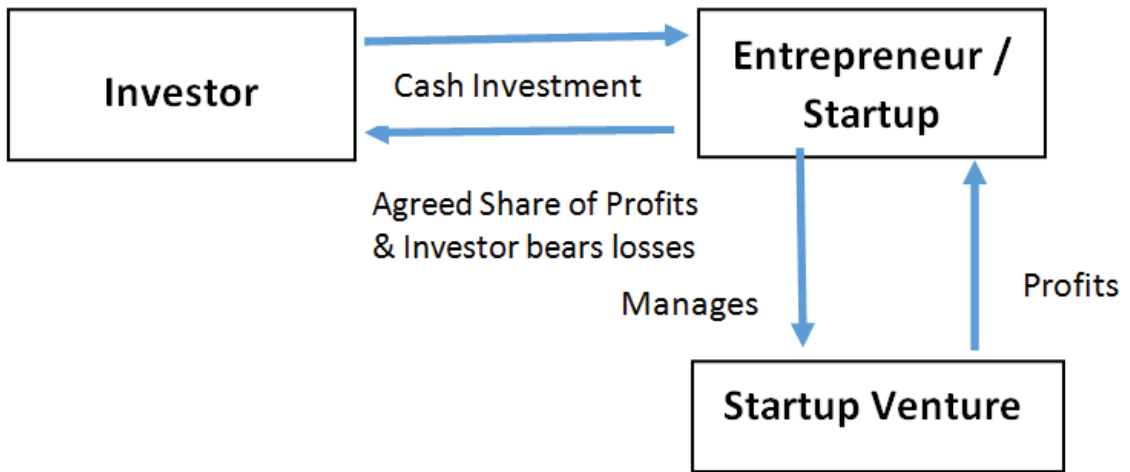 Investor
Cash Investment
Entrepreneur /
Startup
Agreed Share of Profits
& Investor bears losses
Manages
Profits
Startup Venture